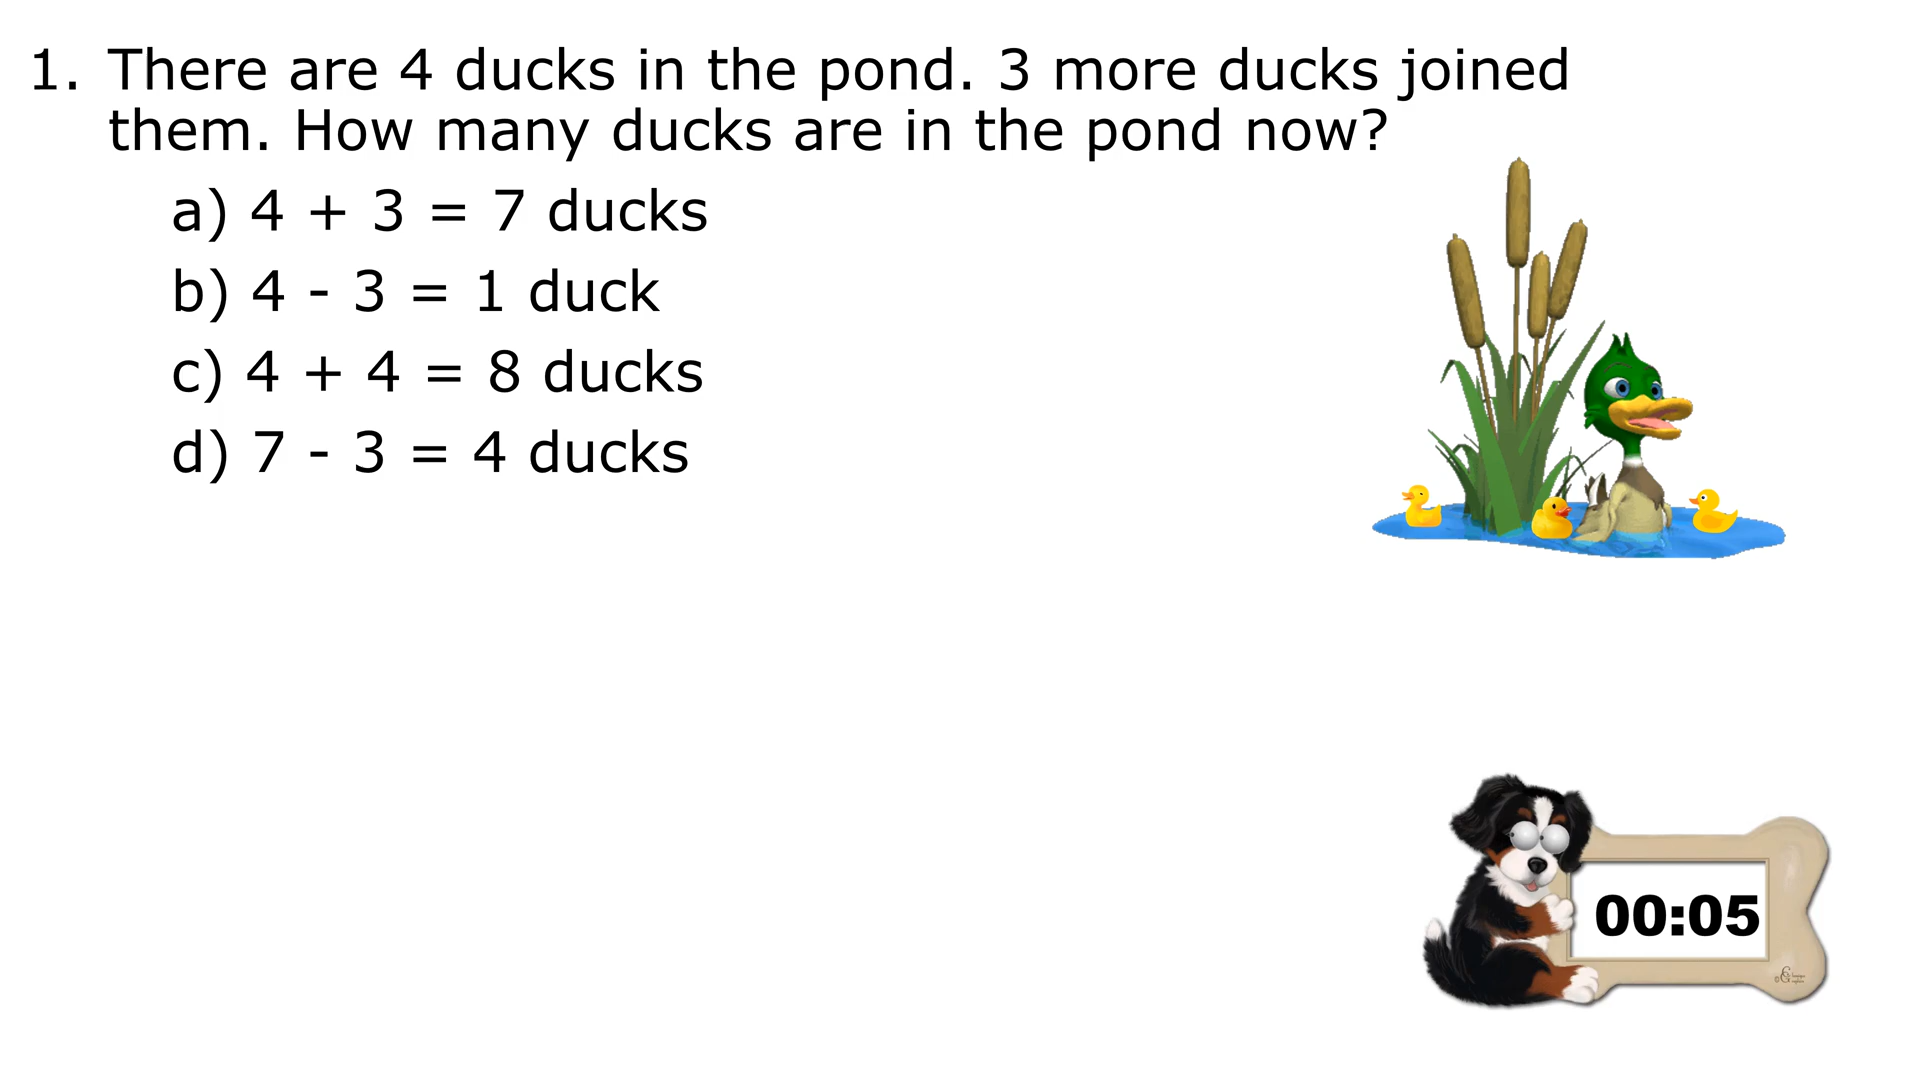 1. There are 4 ducks in the pond. 3 more ducks joined
them. How many ducks are in the pond now?
a) 4 + 3 = 7 ducks
b) 4 - 3 = 1 duck
c) 4 + 4 = 8 ducks
d) 7 - 3 = 4 ducks
00:05